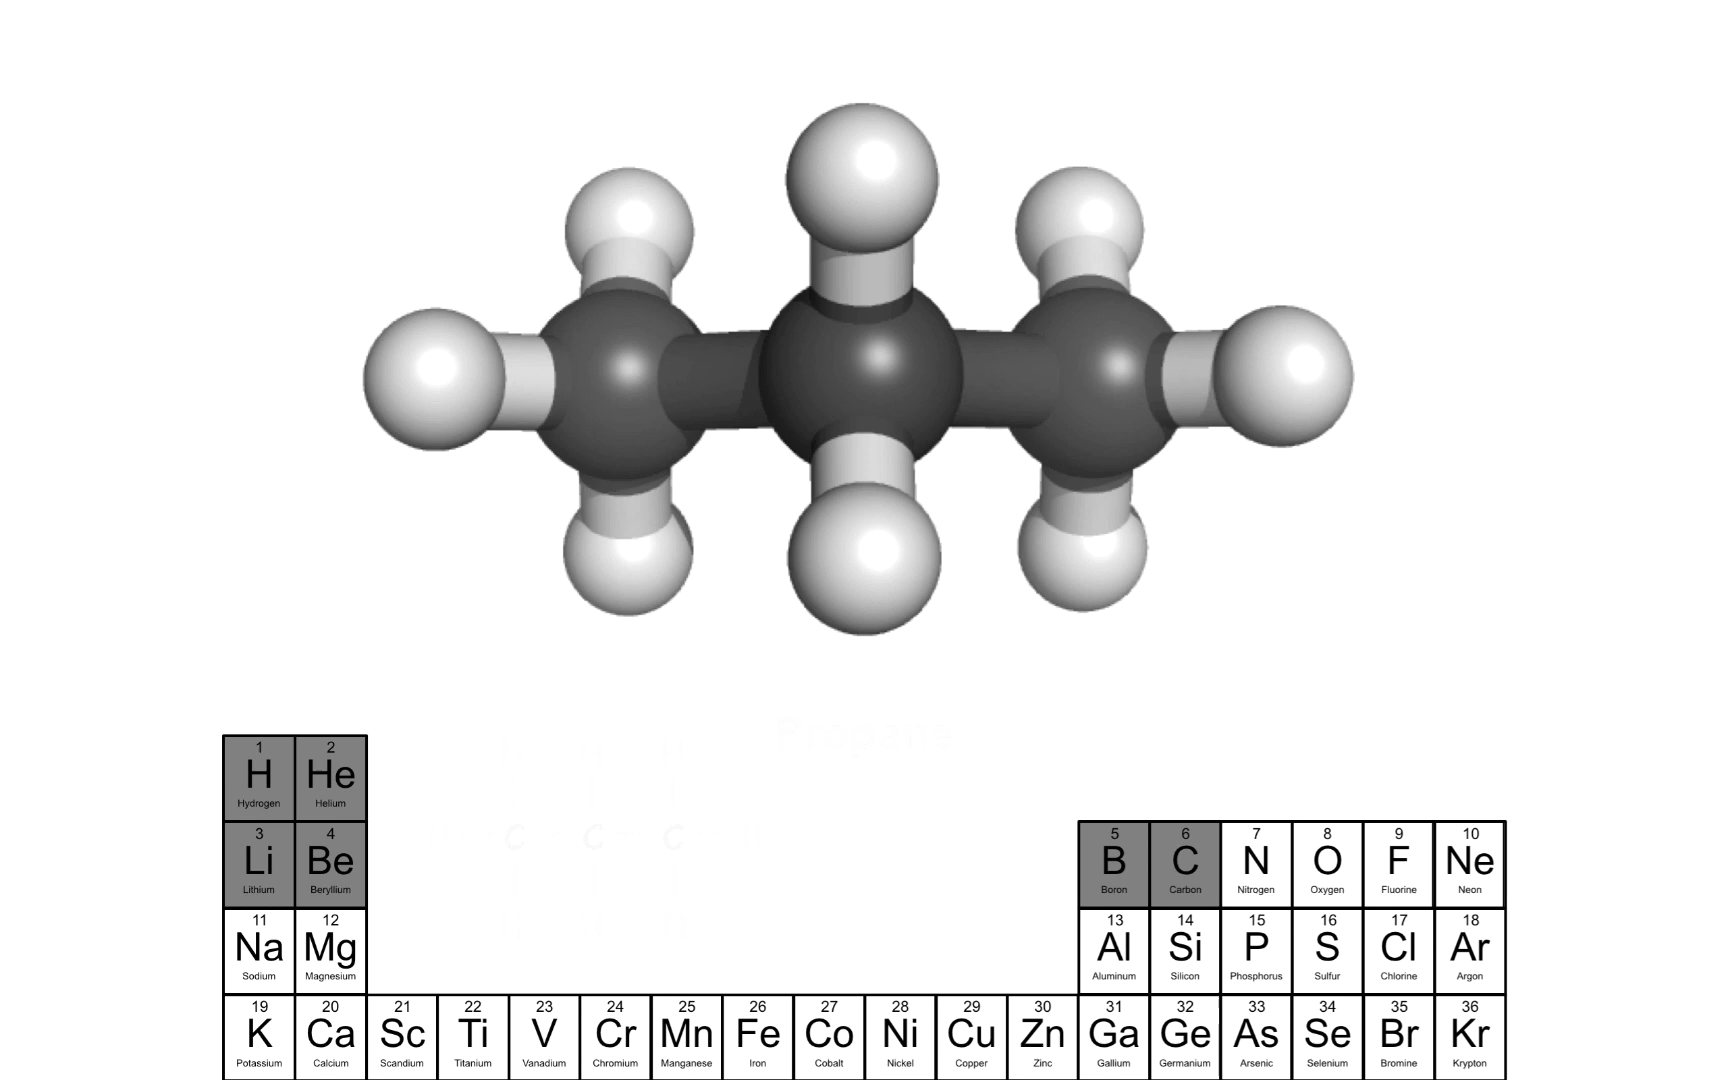 Propane
1 2
H He
Hydrogen Helium
C C C
3 4 5 6 7 8 9 10
Li Be B C N O F Ne
Lithium Beryllium Boron Carbon Nitrogen Oxygen Fluorine Neon
11 12 13 14 15 16 17 18
Na Mg Al Si P S Cl Ar
Sodium Magnesium Aluminum Silicon Phosphorus Sulfur Chlorine Argon
19 20 21 22 23 24 25 26 27 28 29 30 31 32 33 34 35 36
K Ca Sc Ti V Cr Mn Fe Co Ni Cu Zn Ga Ge As Se Br Kr
Potassium Calcium Scandium Titanium Vanadium Chromium Manganese Iron Cobalt Nickel Copper Zinc Gallium Germanium Arsenic Selenium Bromine Krypton